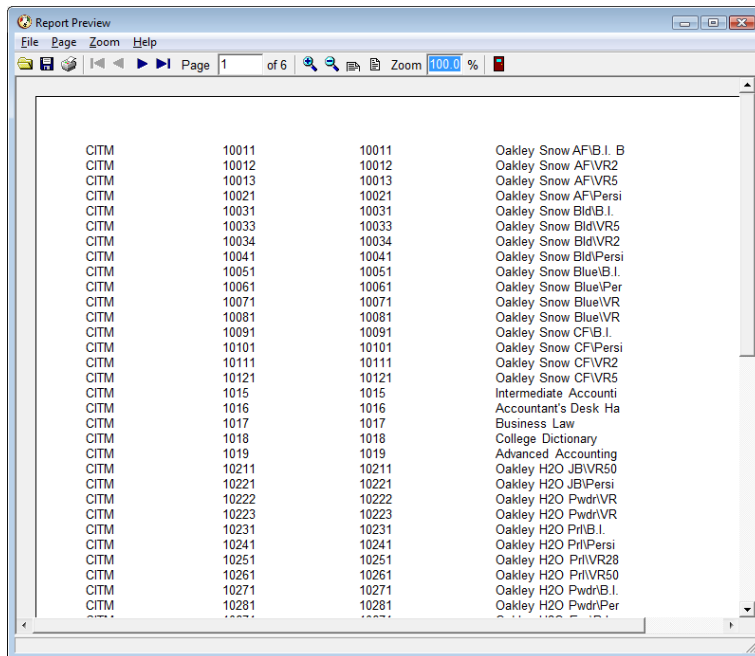 Report Preview
File Page Zoom Help
Page 1 of 6 Zoom 100.0 %
CITM 10011 10011 Oakley Snow AF\B.I. B
CITM 10012 10012 Oakley Snow AF\VR2
CITM 10013 10013 Oakley Snow AF\VR5
CITM 10021 10021 Oakley Snow AF\Persi
CITM 10031 10031 Oakley Snow Bld\B.I.
CITM 10033 10033 Oakley Snow Bld\VR5
CITM 10034 10034 Oakley Snow Bld\VR2
CITM 10041 10041 Oakley Snow Bld\Persi
CITM 10051 10051 Oakley Snow Blue\B.I.
CITM 10061 10061 Oakley Snow Blue\Per
CITM 10071 10071 Oakley Snow Blue\VR
CITM 10081 10081 Oakley Snow Blue\VR
CITM 10091 10091 Oakley Snow CF\B.I.
CITM 10101 10101 Oakley Snow CF\Persi
CITM 10111 10111 Oakley Snow CF\VR2
CITM 10121 10121 Oakley Snow CF\VR5
CITM 1015 1015 Intermediate Accounti
CITM 1016 1016 Accountant's Desk Ha
CITM 1017 1017 Business Law
CITM 1018 1018 College Dictionary
CITM 1019 1019 Advanced Accounting
CITM 10211 10211 Oakley H2O JB\VR50
CITM 10221 10221 Oakley H2O JB\Persi
CITM 10222 10222 Oakley H2O Pwdr\VR
CITM 10223 10223 Oakley H2O Pwdr\VR
CITM 10231 10231 Oakley H2O Prl\B.I.
CITM 10241 10241 Oakley H2O Prl\Persi
CITM 10251 10251 Oakley H2O Prl\VR28
CITM 10261 10261 Oakley H2O Prl\VR50
CITM 10271 10271 Oakley H2O Pwdr\B.I.
CITM 10281 10281 Oakley H2O Pwdr\Per